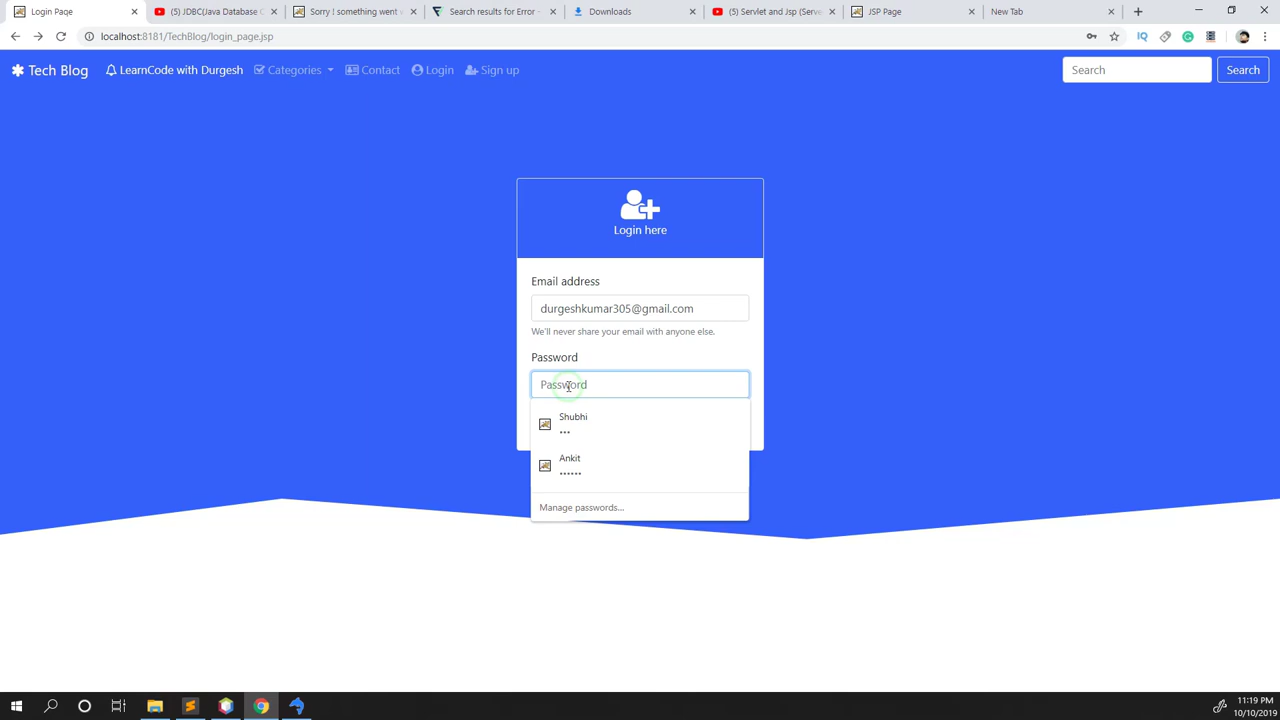 Login Page
(5) JDBC(Java Database C
Sorry ! something went w
Search results for Error -
Downloads
(5) Servlet and Jsp (Serve
JSP Page
New Tab
localhost:8181/TechBlog/login_page.jsp
Tech Blog LearnCode with Durgesh Categories Contact Login Sign up Search Search
Login here
Email address
durgeshkumar305@gmail.com
We'll never share your email with anyone else.
Password
Password
Shubhi
•••
Ankit
••••••
Manage passwords...
11:19 PM
10/10/2019